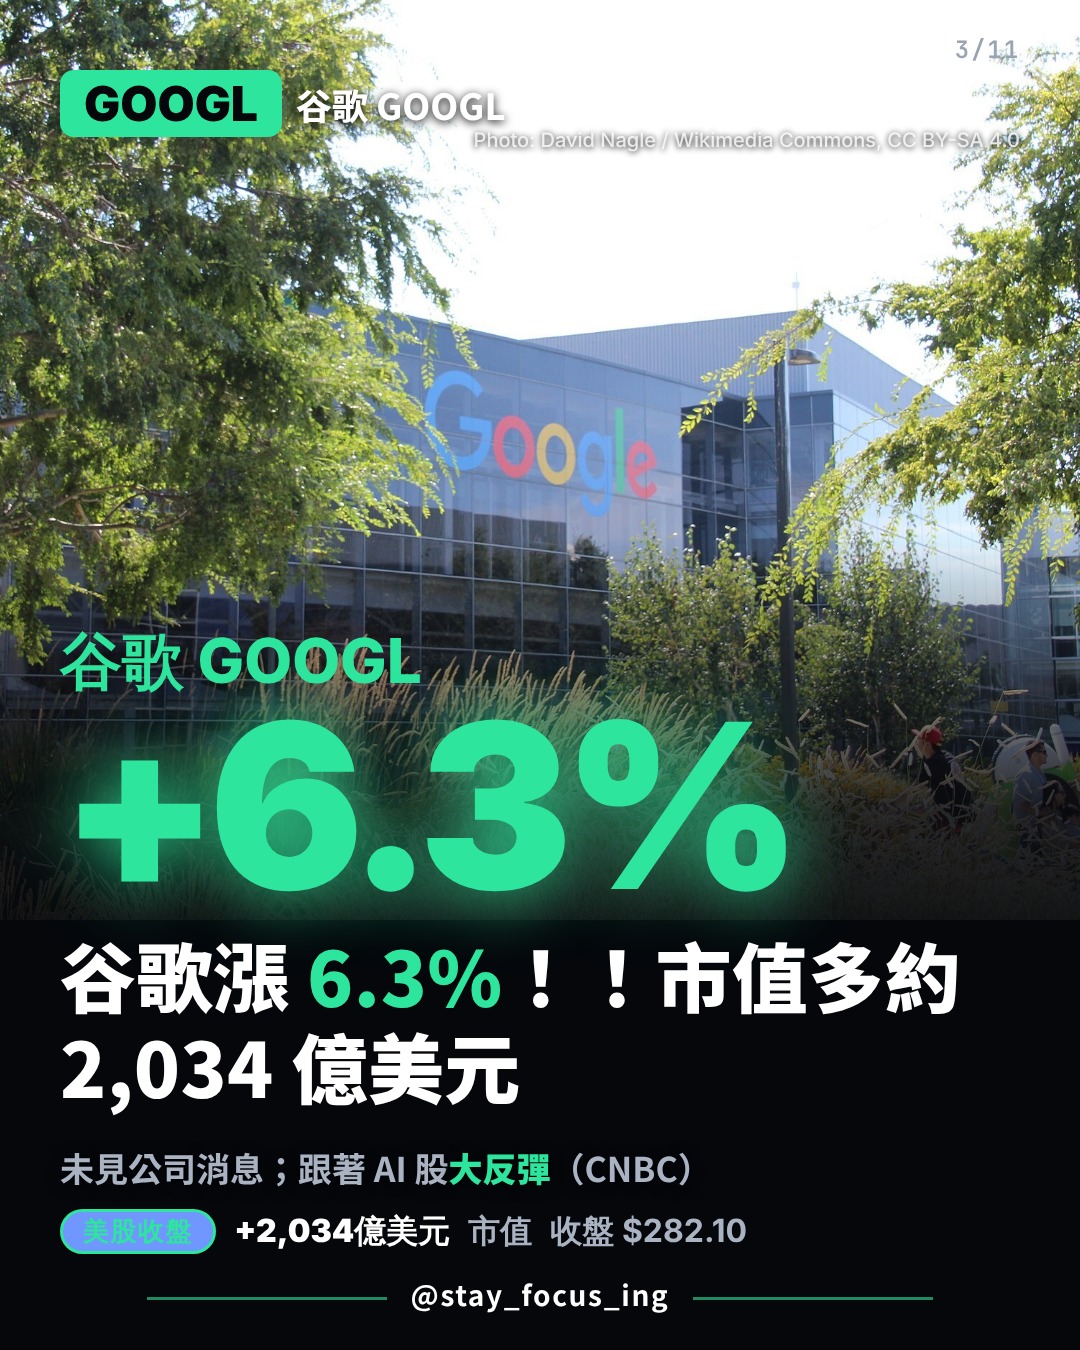 3/11
GOOGL 谷歌 GOOGL
Photo: David Nagle / Wikimedia Commons, CC BY-SA 4.0
Google
谷歌 GOOGL
+6.3%
谷歌漲 6.3%！！市值多約
2,034 億美元
未見公司消息；跟著 AI 股大反彈（CNBC）
美股收盤 +2,034億美元 市值 收盤 $282.10
@stay_focus_ing